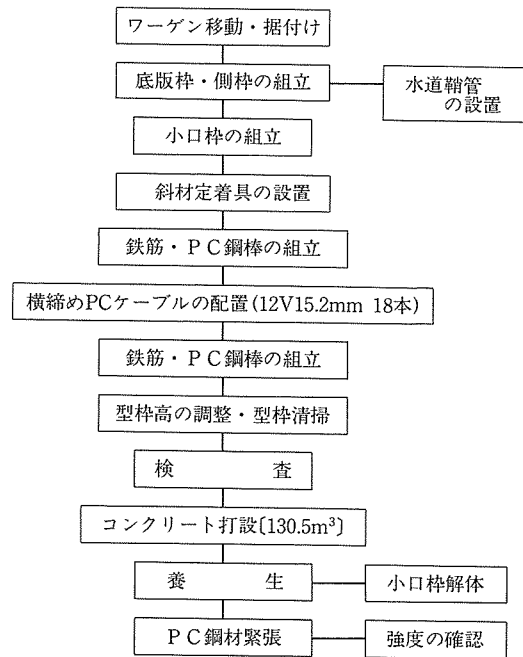 ワーゲン移動・据付け
底版枠・側枠の組立
水道鞘管
の設置
小口枠の組立
斜材定着具の設置
鉄筋・PC鋼棒の組立
横締めPCケーブルの配置(12V15.2mm 18本)
鉄筋・PC鋼棒の組立
型枠高の調整・型枠清掃
検 査
コンクリート打設〔130.5m³〕
養 生
小口枠解体
PC鋼材緊張
強度の確認